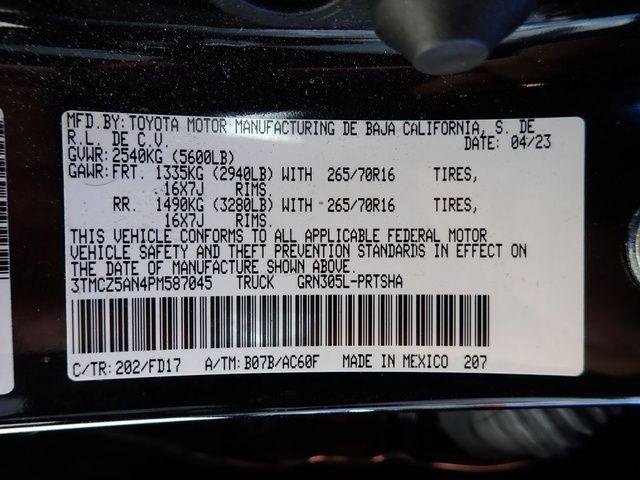 MFD.BY: TOYOTA MOTOR MANUFACTURING DE BAJA CALIFORNIA, S. DE
R.L. DE C.V. DATE: 04/23
GVWR: 2540KG (5600LB)
GAWR: FRT. 1335KG (2940LB) WITH 265/70R16 TIRES,
16X7J RIMS.
RR. 1490KG (3280LB) WITH 265/70R16 TIRES,
16X7J RIMS.
THIS VEHICLE CONFORMS TO ALL APPLICABLE FEDERAL MOTOR
VEHICLE SAFETY AND THEFT PREVENTION STANDARDS IN EFFECT ON
THE DATE OF MANUFACTURE SHOWN ABOVE.
3TMCZ5AN4PM587045 TRUCK GRN305L-PRTSHA
C/TR: 202/FD17 A/TM: B07B/AC60F MADE IN MEXICO 207